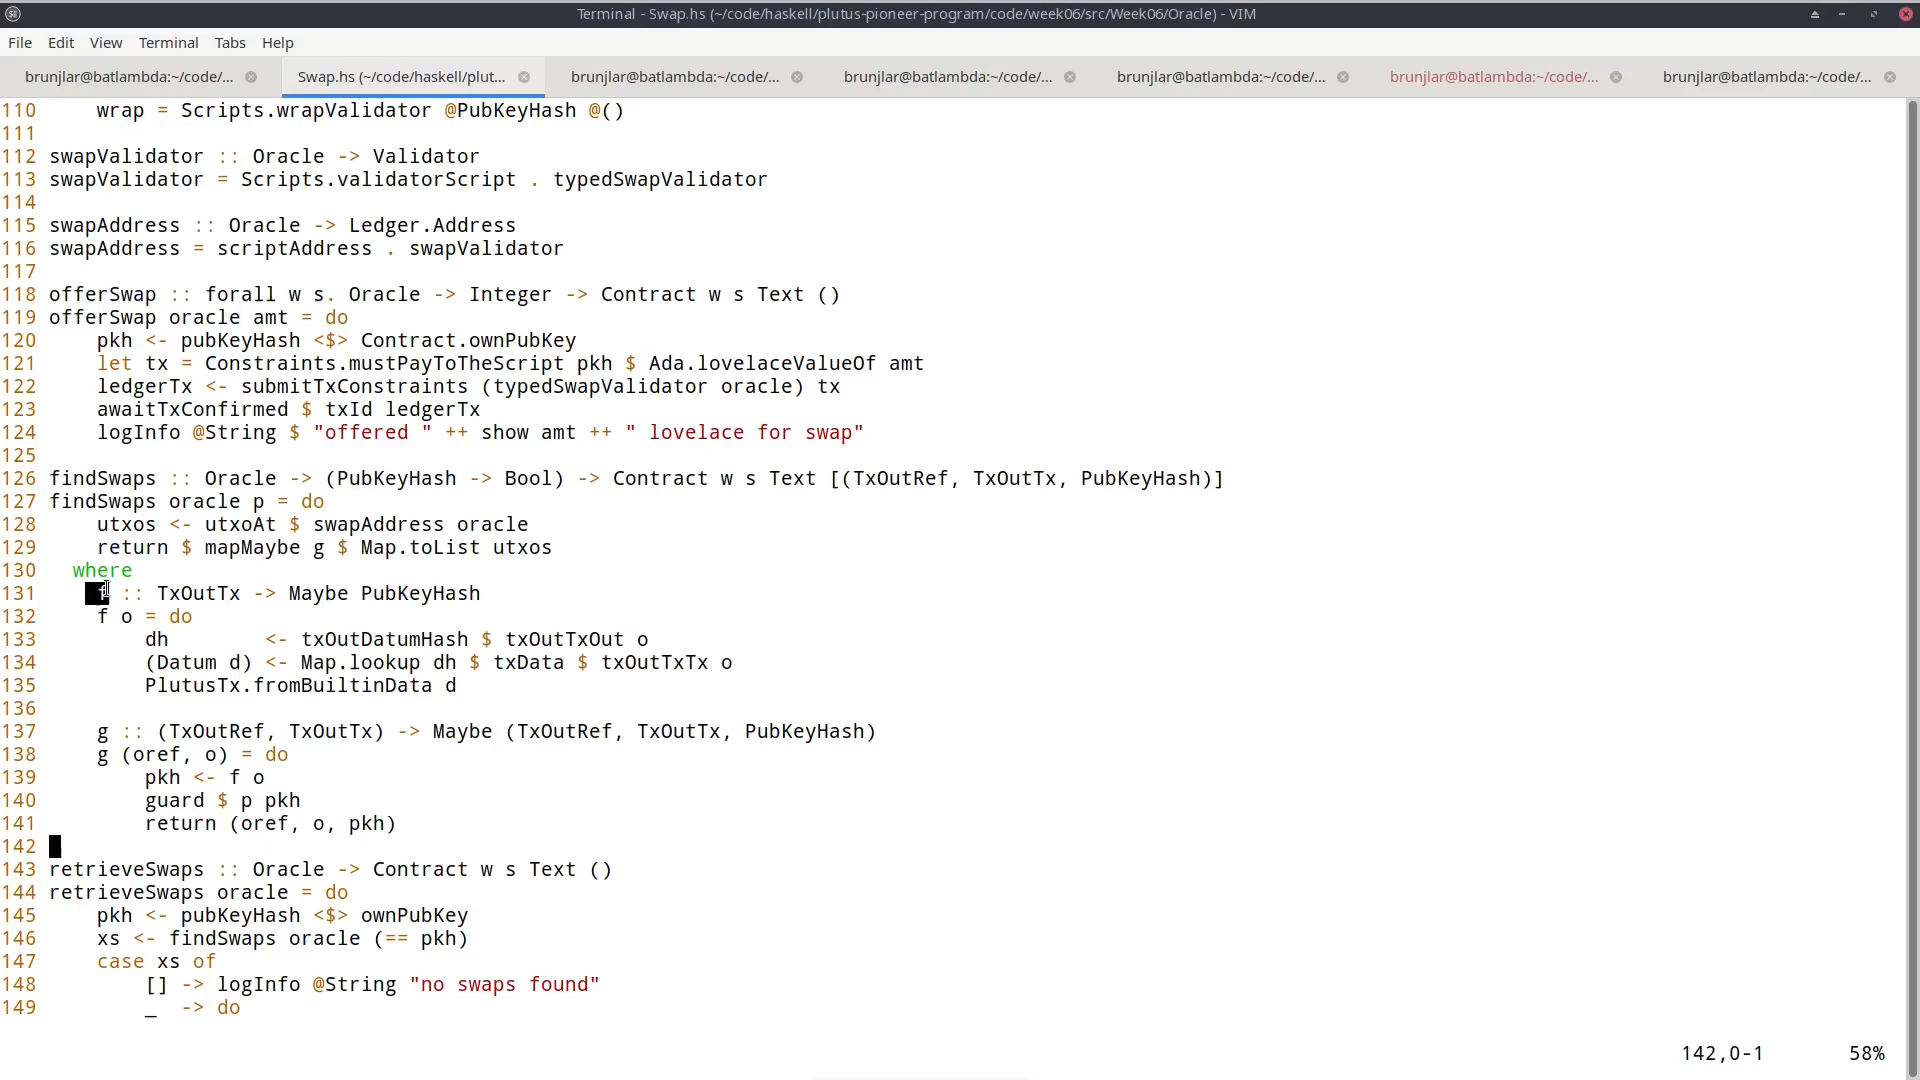 Terminal - Swap.hs (~/code/haskell/plutus-pioneer-program/code/week06/src/Week06/Oracle) - VIM
File Edit View Terminal Tabs Help
brunjlar@batlambda:~/code/... Swap.hs (~/code/haskell/plut... brunjlar@batlambda:~/code/... brunjlar@batlambda:~/code/... brunjlar@batlambda:~/code/... brunjlar@batlambda:~/code/... brunjlar@batlambda:~/code/...
110     wrap = Scripts.wrapValidator @PubKeyHash @()
111
112 swapValidator :: Oracle -> Validator
113 swapValidator = Scripts.validatorScript . typedSwapValidator
114
115 swapAddress :: Oracle -> Ledger.Address
116 swapAddress = scriptAddress . swapValidator
117
118 offerSwap :: forall w s. Oracle -> Integer -> Contract w s Text ()
119 offerSwap oracle amt = do
120     pkh <- pubKeyHash <$> Contract.ownPubKey
121     let tx = Constraints.mustPayToTheScript pkh $ Ada.lovelaceValueOf amt
122     ledgerTx <- submitTxConstraints (typedSwapValidator oracle) tx
123     awaitTxConfirmed $ txId ledgerTx
124     logInfo @String $ "offered " ++ show amt ++ " lovelace for swap"
125
126 findSwaps :: Oracle -> (PubKeyHash -> Bool) -> Contract w s Text [(TxOutRef, TxOutTx, PubKeyHash)]
127 findSwaps oracle p = do
128     utxos <- utxoAt $ swapAddress oracle
129     return $ mapMaybe g $ Map.toList utxos
130   where
131     f :: TxOutTx -> Maybe PubKeyHash
132     f o = do
133         dh        <- txOutDatumHash $ txOutTxOut o
134         (Datum d) <- Map.lookup dh $ txData $ txOutTxTx o
135         PlutusTx.fromBuiltinData d
136
137     g :: (TxOutRef, TxOutTx) -> Maybe (TxOutRef, TxOutTx, PubKeyHash)
138     g (oref, o) = do
139         pkh <- f o
140         guard $ p pkh
141         return (oref, o, pkh)
142
143 retrieveSwaps :: Oracle -> Contract w s Text ()
144 retrieveSwaps oracle = do
145     pkh <- pubKeyHash <$> ownPubKey
146     xs <- findSwaps oracle (== pkh)
147     case xs of
148         [] -> logInfo @String "no swaps found"
149         _  -> do
142,0-1 58%